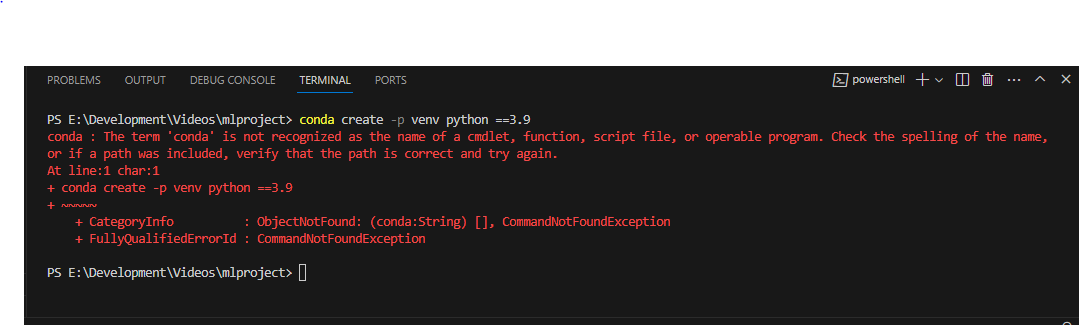 PROBLEMS OUTPUT DEBUG CONSOLE TERMINAL PORTS powershell
PS E:\Development\Videos\mlproject> conda create -p venv python ==3.9
conda : The term 'conda' is not recognized as the name of a cmdlet, function, script file, or operable program. Check the spelling of the name,
or if a path was included, verify that the path is correct and try again.
At line:1 char:1
+ conda create -p venv python ==3.9
+ ~~~~~
    + CategoryInfo          : ObjectNotFound: (conda:String) [], CommandNotFoundException
    + FullyQualifiedErrorId : CommandNotFoundException
PS E:\Development\Videos\mlproject>